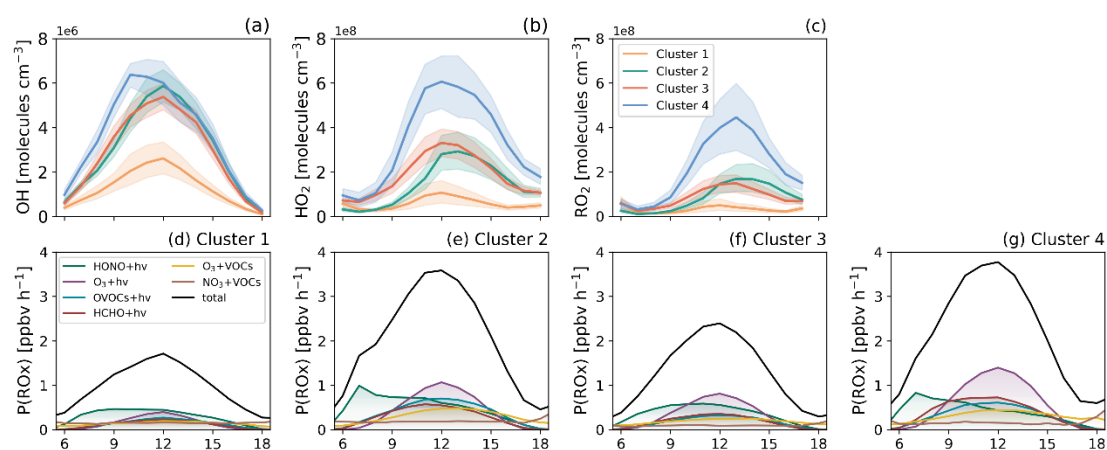 (a)
(b)
(c)
1e6
1e8
1e8
OH [molecules cm⁻³]
8
6
4
2
0
HO₂ [molecules cm⁻³]
8
6
4
2
0
RO₂ [molecules cm⁻³]
8
6
4
2
0
Cluster 1
Cluster 2
Cluster 3
Cluster 4
(d) Cluster 1
(e) Cluster 2
(f) Cluster 3
(g) Cluster 4
P(ROx) [ppbv h⁻¹]
4
3
2
1
0
HONO+hv
O₃+hv
OVOCs+hv
HCHO+hv
O₃+VOCs
NO₃+VOCs
total
6 9 12 15 18
P(ROx) [ppbv h⁻¹]
4
3
2
1
0
6 9 12 15 18
P(ROx) [ppbv h⁻¹]
4
3
2
1
0
6 9 12 15 18
P(ROx) [ppbv h⁻¹]
4
3
2
1
0
6 9 12 15 18